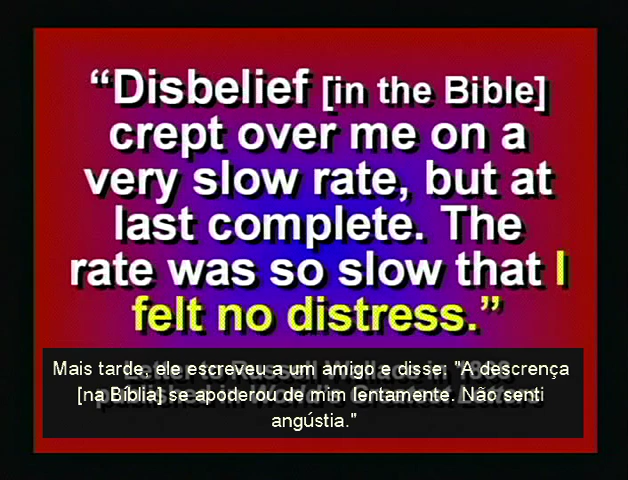 “Disbelief [in the Bible]
crept over me on a
very slow rate, but at
last complete. The
rate was so slow that I
felt no distress.”
Mais tarde, ele escreveu a um amigo e disse: "A descrença
[na Bíblia] se apoderou de mim lentamente. Não senti
angústia."